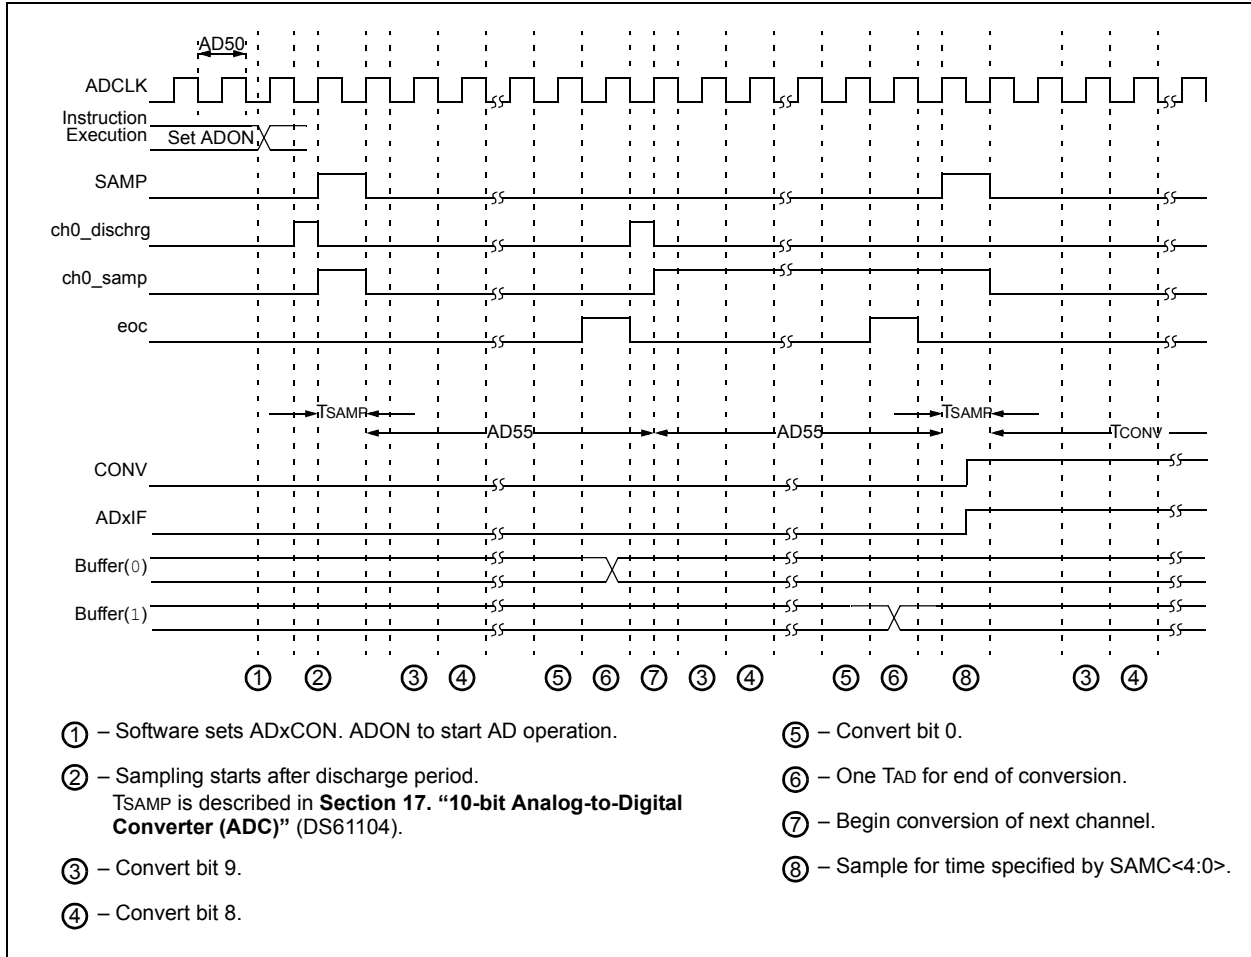 AD50
ADCLK
Instruction
Execution
Set ADON
SAMP
ch0_dischrg
ch0_samp
eoc
TSAMP
TSAMP
AD55
AD55
TCONV
CONV
ADxIF
Buffer(0)
Buffer(1)
① ② ③ ④ ⑤ ⑥ ⑦ ③ ④ ⑤ ⑥ ⑧ ③ ④
① – Software sets ADxCON. ADON to start AD operation.
② – Sampling starts after discharge period.
TSAMP is described in Section 17. “10-bit Analog-to-Digital
Converter (ADC)” (DS61104).
③ – Convert bit 9.
④ – Convert bit 8.
⑤ – Convert bit 0.
⑥ – One TAD for end of conversion.
⑦ – Begin conversion of next channel.
⑧ – Sample for time specified by SAMC<4:0>.